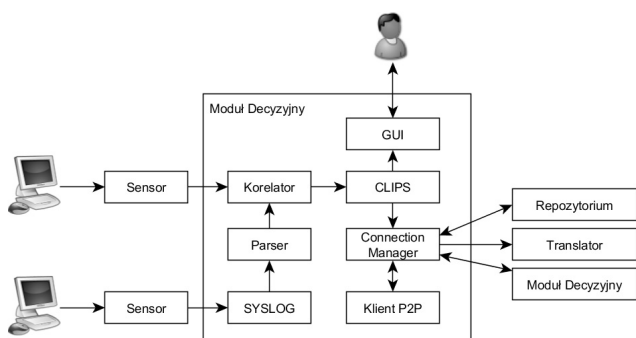 Moduł Decyzyjny
GUI
Sensor
Korelator
CLIPS
Repozytorium
Parser
Connection
Manager
Translator
Moduł Decyzyjny
Sensor
SYSLOG
Klient P2P